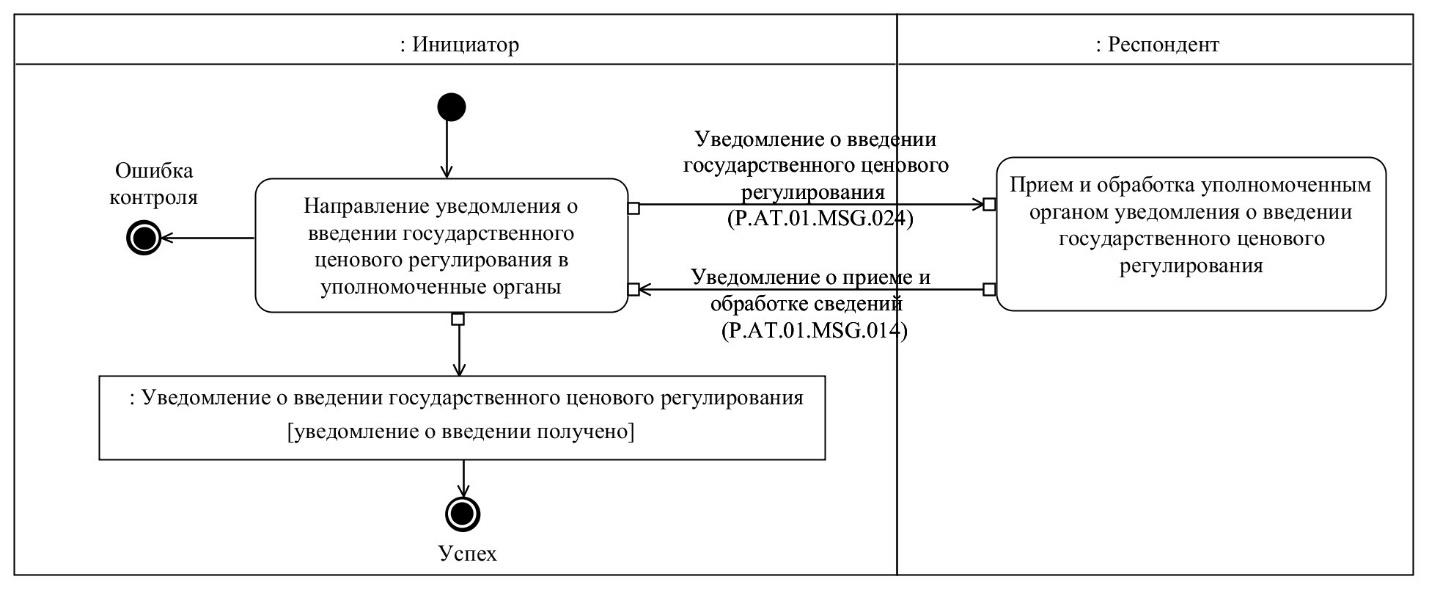 : Инициатор
: Респондент
Ошибка
контроля
Направление уведомления о
введении государственного
ценового регулирования в
уполномоченные органы
Уведомление о введении
государственного ценового
регулирования
(P.AT.01.MSG.024)
Уведомление о приеме и
обработке сведений
(P.AT.01.MSG.014)
Прием и обработка уполномоченным
органом уведомления о введении
государственного ценового
регулирования
: Уведомление о введении государственного ценового регулирования
[уведомление о введении получено]
Успех